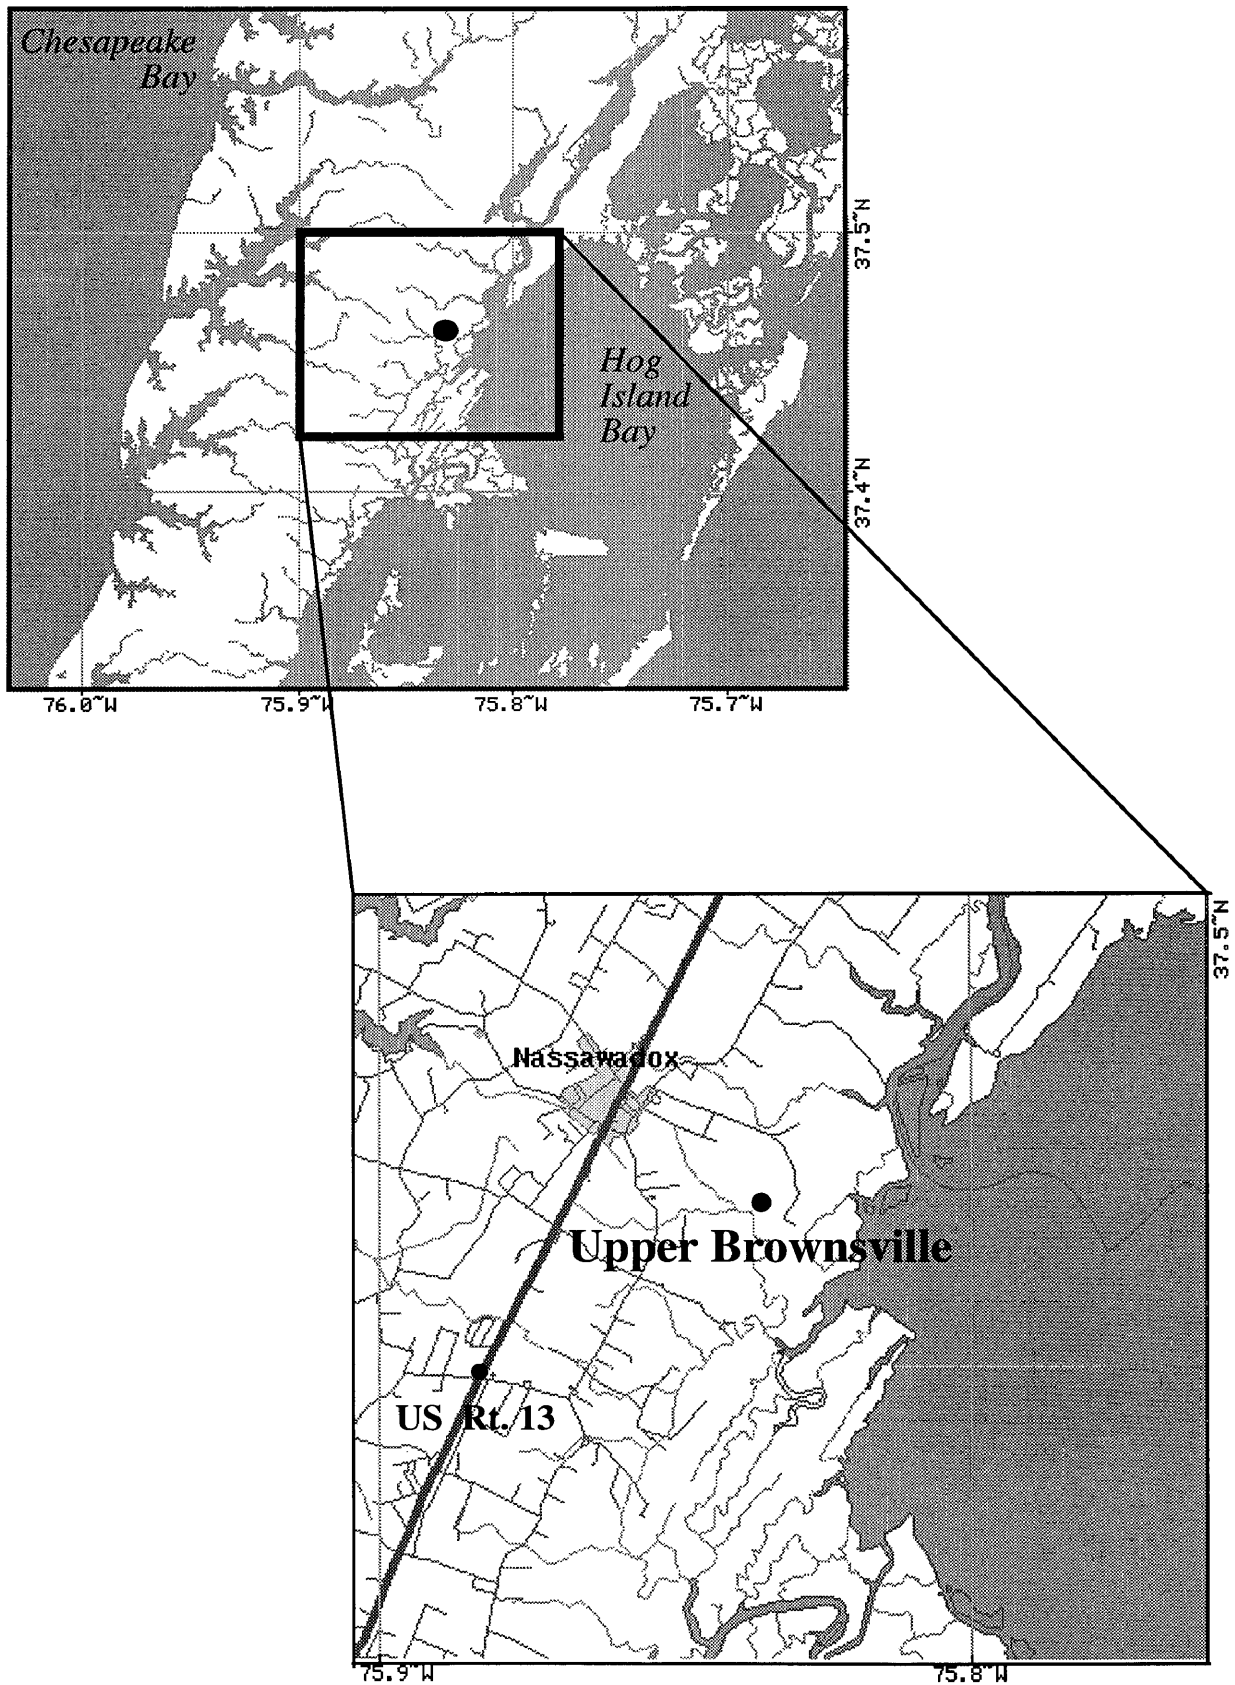 Chesapeake
Bay
37.5~N
Hog
Island
Bay
37.4~N
76.0~W
75.9~W
75.8~W
75.7~W
37.5~N
Nassawadox
Upper Brownsville
US Rt. 13
75.9~W
75.8~W